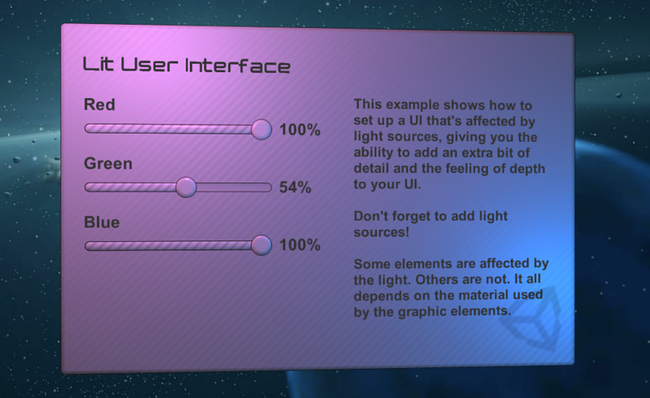 Lit User Interface
Red
100%
Green
54%
Blue
100%
This example shows how to
set up a UI that's affected by
light sources, giving you the
ability to add an extra bit of
detail and the feeling of depth
to your UI.
Don't forget to add light
sources!
Some elements are affected by
the light. Others are not. It all
depends on the material used
by the graphic elements.